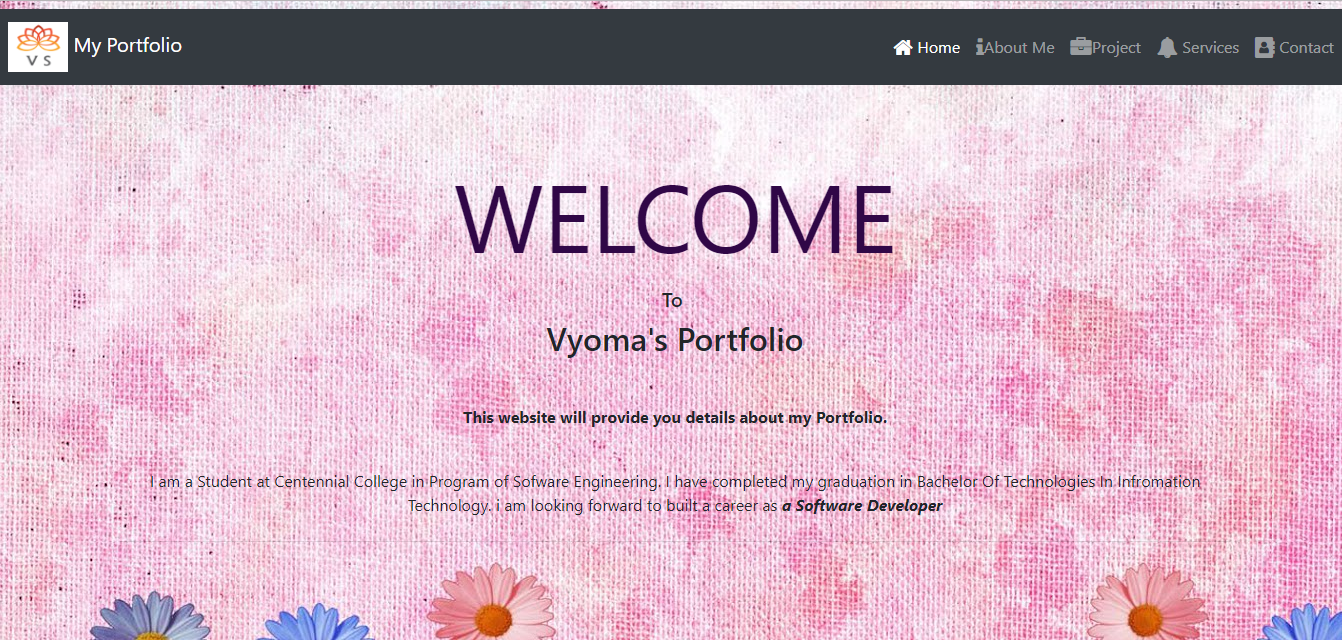 V S My Portfolio
Home About Me Project Services Contact
WELCOME
To
Vyoma's Portfolio
This website will provide you details about my Portfolio.
I am a Student at Centennial College in Program of Sofware Engineering. I have completed my graduation in Bachelor Of Technologies In Infromation
Technology. i am looking forward to built a career as a Software Developer